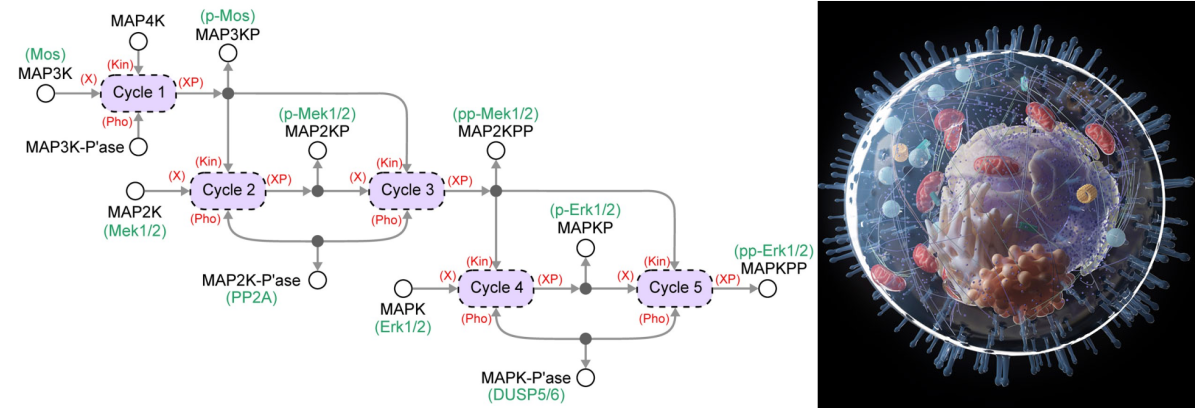 (p-Mos)
MAP4K
MAP3KP
(Mos)
MAP3K
(X)
(Kin)
Cycle 1
(XP)
(Pho)
MAP3K-P'ase
(p-Mek1/2)
MAP2KP
(pp-Mek1/2)
MAP2KPP
(Kin)
(Kin)
(X)
Cycle 2
(XP)
(X)
Cycle 3
(XP)
MAP2K
(Mek1/2)
(Pho)
(Pho)
MAP2K-P'ase
(PP2A)
(p-Erk1/2)
MAPKP
(pp-Erk1/2)
MAPKPP
(Kin)
(Kin)
(X)
Cycle 4
(XP)
(X)
Cycle 5
(XP)
MAPK
(Erk1/2)
(Pho)
(Pho)
MAPK-P'ase
(DUSP5/6)